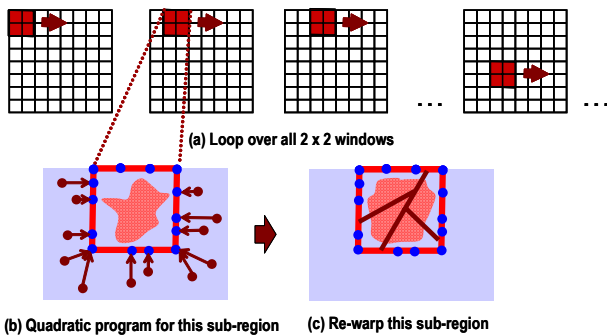 ... ...
(a) Loop over all 2 x 2 windows
(b) Quadratic program for this sub-region
(c) Re-warp this sub-region